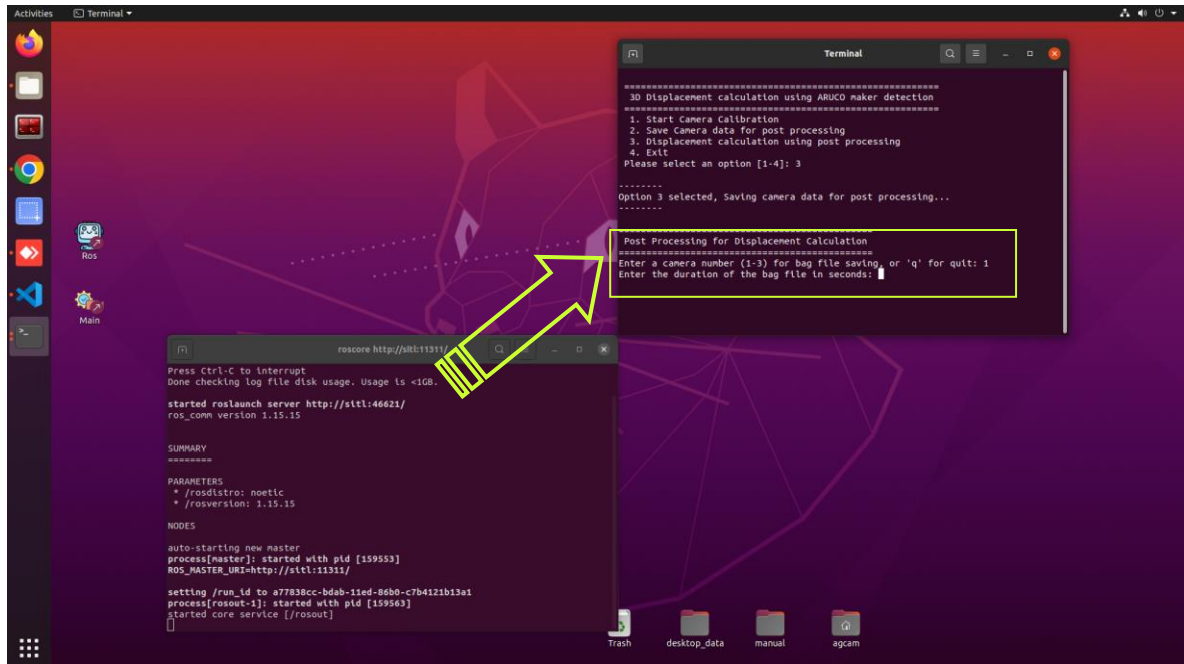 Activities
Terminal
Terminal
==========================================================
3D Displacement calculation using ARUCO maker detection
==========================================================
1. Start Camera Calibration
2. Save Camera data for post processing
3. Displacement calculation using post processing
4. Exit
Please select an option [1-4]: 3
--------
Option 3 selected, Saving camera data for post processing...
--------
===============================================
Post Processing for Displacement Calculation
===============================================
Enter a camera number (1-3) for bag file saving, or 'q' for quit: 1
Enter the duration of the bag file in seconds:
Ros
Main
roscore http://sitl:11311/
Press Ctrl-C to interrupt
Done checking log file disk usage. Usage is <1GB.
started roslaunch server http://sitl:46621/
ros_comm version 1.15.15
SUMMARY
========
PARAMETERS
* /rosdistro: noetic
* /rosversion: 1.15.15
NODES
auto-starting new master
process[master]: started with pid [159553]
ROS_MASTER_URI=http://sitl:11311/
setting /run_id to a77838cc-bdab-11ed-86b0-c7b4121b13a1
process[rosout-1]: started with pid [159563]
started core service [/rosout]
Trash
desktop_data
manual
agcam